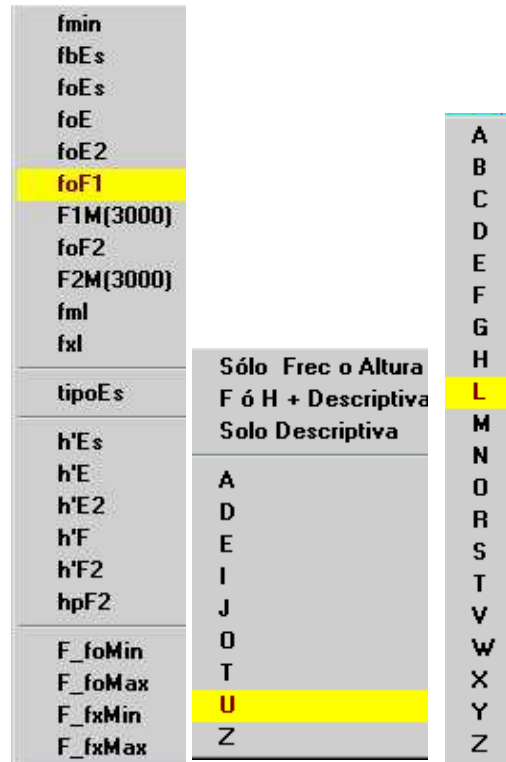 fmin
fbEs
foEs
foE
foE2
foF1
F1M(3000)
foF2
F2M(3000)
fmI
fxI
tipoEs
h'Es
h'E
h'E2
h'F
h'F2
hpF2
F_foMin
F_foMax
F_fxMin
F_fxMax
Sólo Frec o Altura
F ó H + Descriptiva
Solo Descriptiva
A
D
E
I
J
O
T
U
Z
A
B
C
D
E
F
G
H
L
M
N
O
R
S
T
V
W
X
Y
Z